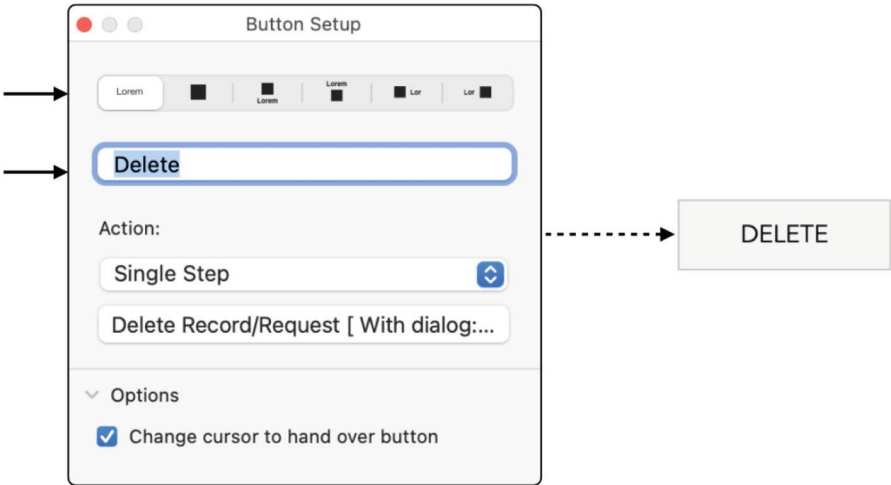 Button Setup
Lorem
Lorem
Lorem
Lor
Lor
Delete
DELETE
Action:
Single Step
Delete Record/Request [ With dialog:...
Options
Change cursor to hand over button